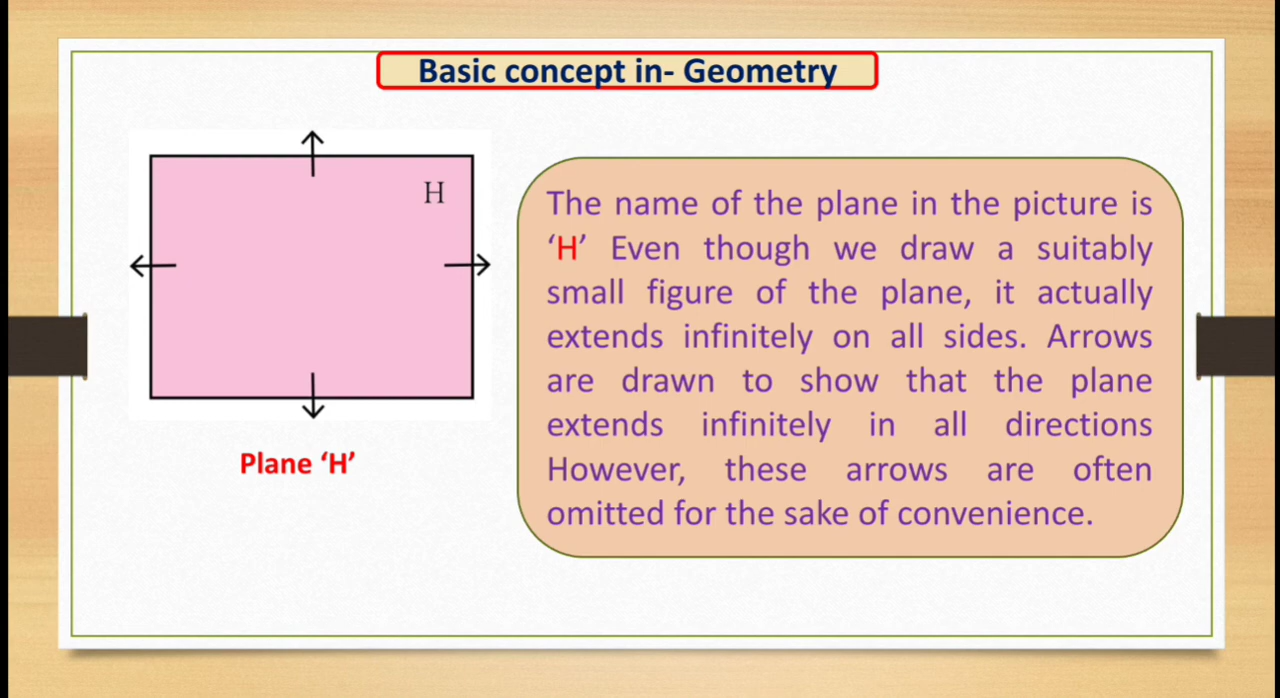 Basic concept in- Geometry
H
Plane ‘H’
The name of the plane in the picture is
‘H’ Even though we draw a suitably
small figure of the plane, it actually
extends infinitely on all sides. Arrows
are drawn to show that the plane
extends infinitely in all directions
However, these arrows are often
omitted for the sake of convenience.